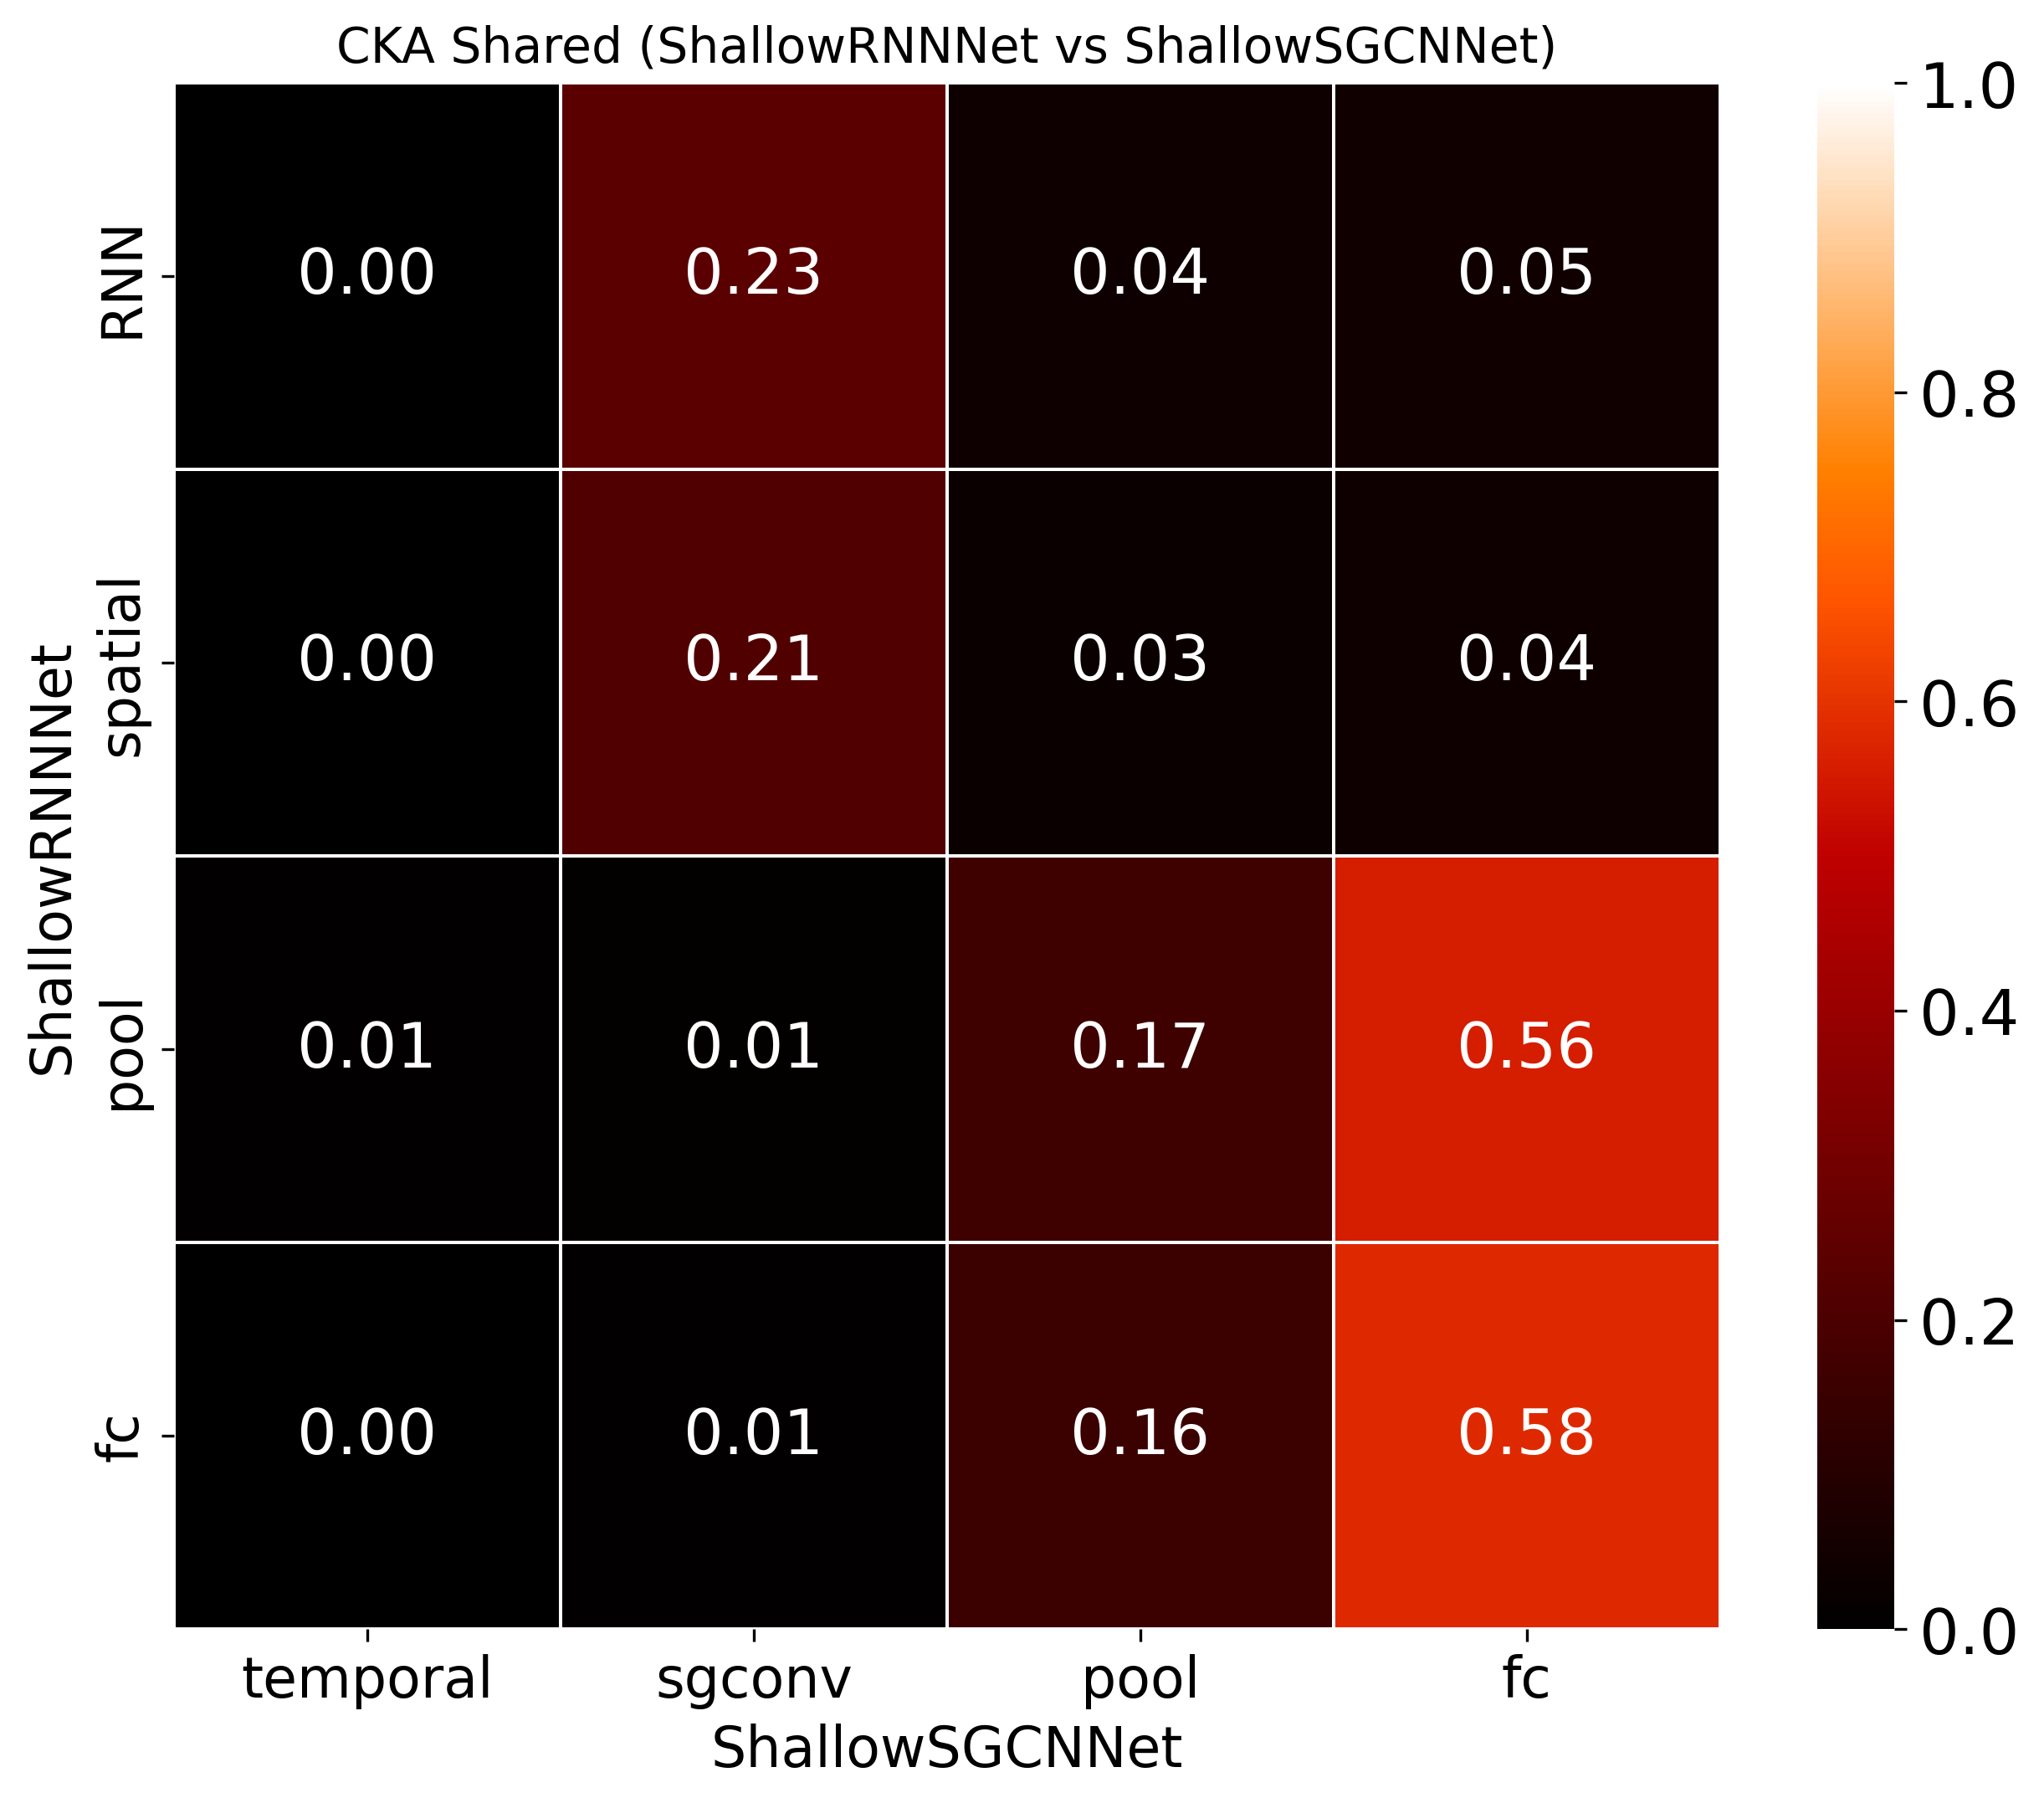 CKA Shared (ShallowRNNNet vs ShallowSGCNNet)
ShallowRNNNet
RNN
0.00 0.23 0.04 0.05
spatial
0.00 0.21 0.03 0.04
pool
0.01 0.01 0.17 0.56
fc
0.00 0.01 0.16 0.58
temporal sgconv pool fc
ShallowSGCNNet
1.0
0.8
0.6
0.4
0.2
0.0